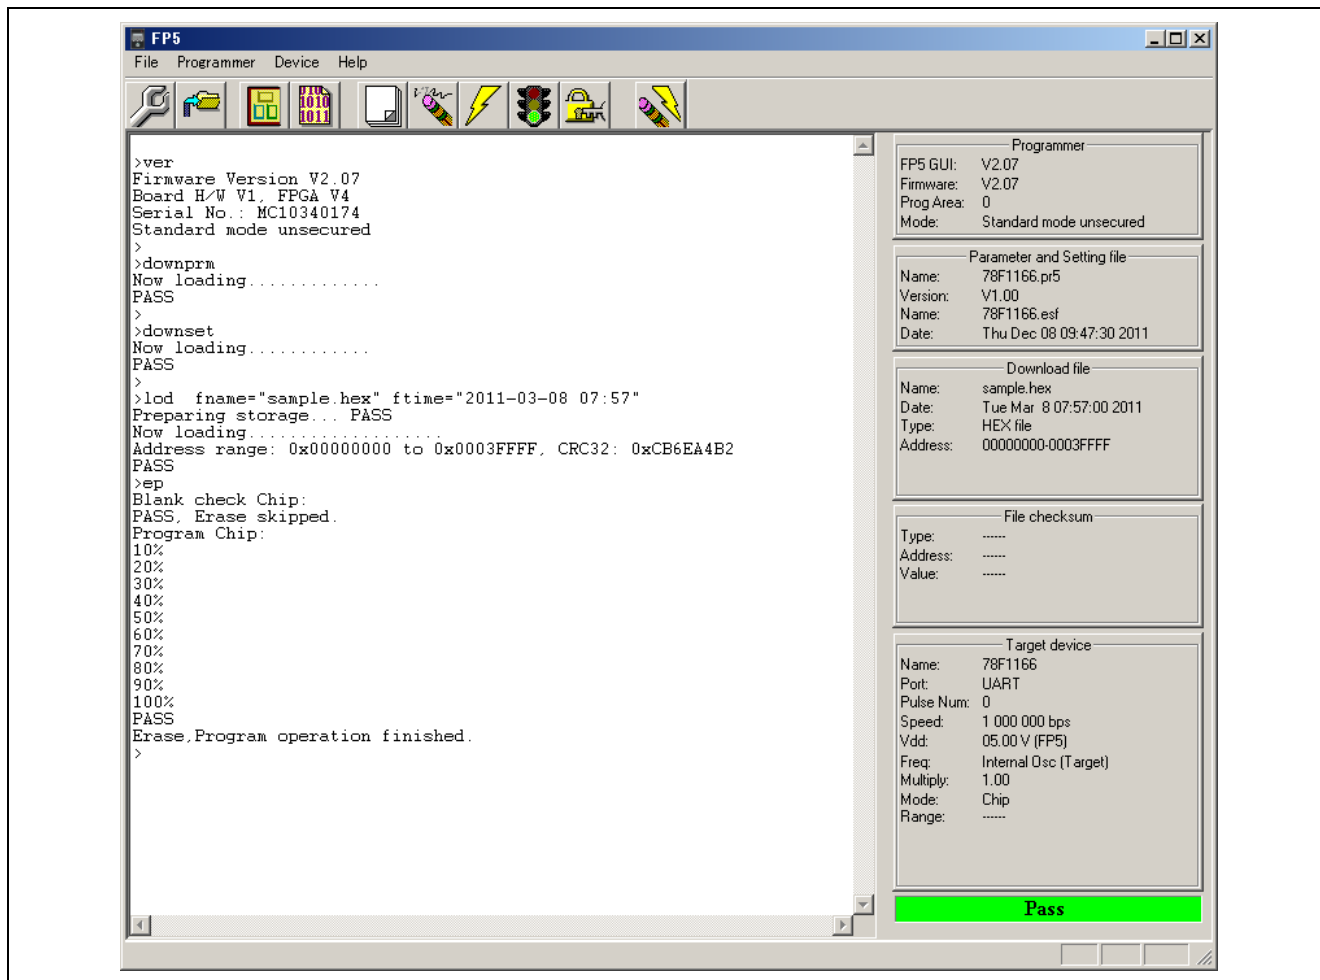 FP5
File Programmer Device Help
010
1010
1011
>ver
Firmware Version V2.07
Board H/W V1, FPGA V4
Serial No.: MC10340174
Standard mode unsecured
>
>downprm
Now loading.............
PASS
>
>downset
Now loading............
PASS
>
>lod fname="sample.hex" ftime="2011-03-08 07:57"
Preparing storage... PASS
Now loading...................
Address range: 0x00000000 to 0x0003FFFF, CRC32: 0xCB6EA4B2
PASS
>ep
Blank check Chip:
PASS, Erase skipped.
Program Chip:
10%
20%
30%
40%
50%
60%
70%
80%
90%
100%
PASS
Erase,Program operation finished.
>
Programmer
FP5 GUI: V2.07
Firmware: V2.07
Prog Area: 0
Mode: Standard mode unsecured
Parameter and Setting file
Name: 78F1166.pr5
Version: V1.00
Name: 78F1166.esf
Date: Thu Dec 08 09:47:30 2011
Download file
Name: sample.hex
Date: Tue Mar 8 07:57:00 2011
Type: HEX file
Address: 00000000-0003FFFF
File checksum
Type: ------
Address: ------
Value: ------
Target device
Name: 78F1166
Port: UART
Pulse Num: 0
Speed: 1 000 000 bps
Vdd: 05.00 V (FP5)
Freq: Internal Osc (Target)
Multiply: 1.00
Mode: Chip
Range: ------
Pass